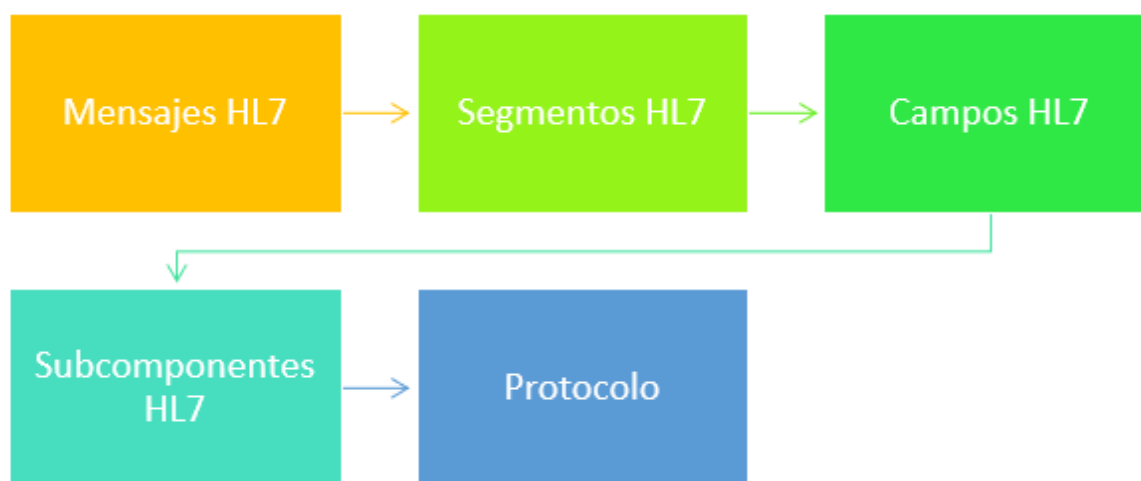 Mensajes HL7
Segmentos HL7
Campos HL7
Subcomponentes
HL7
Protocolo